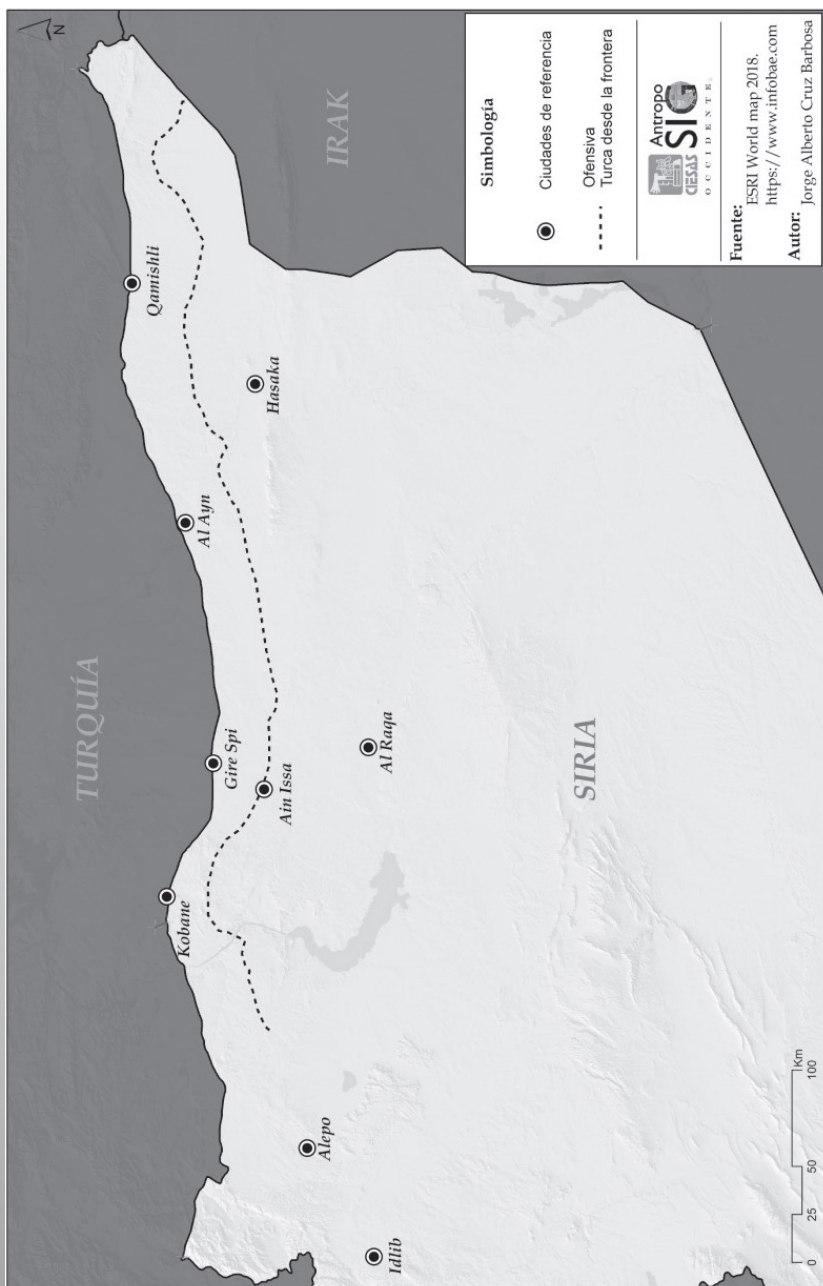 N
TURQUÍA
IRAK
SIRIA
Kobane
Gire Spi
Al Ayn
Qamishli
Ain Issa
Hasaka
Al Raqa
Alepo
Idlib
Km
0 25 50 100
Simbología
Ciudades de referencia
Ofensiva
Turca desde la frontera
CIESAS
Antropo
SIG
OCCIDENTE
Fuente:
ESRI World map 2018.
https://www.infobae.com
Autor: Jorge Alberto Cruz Barbosa